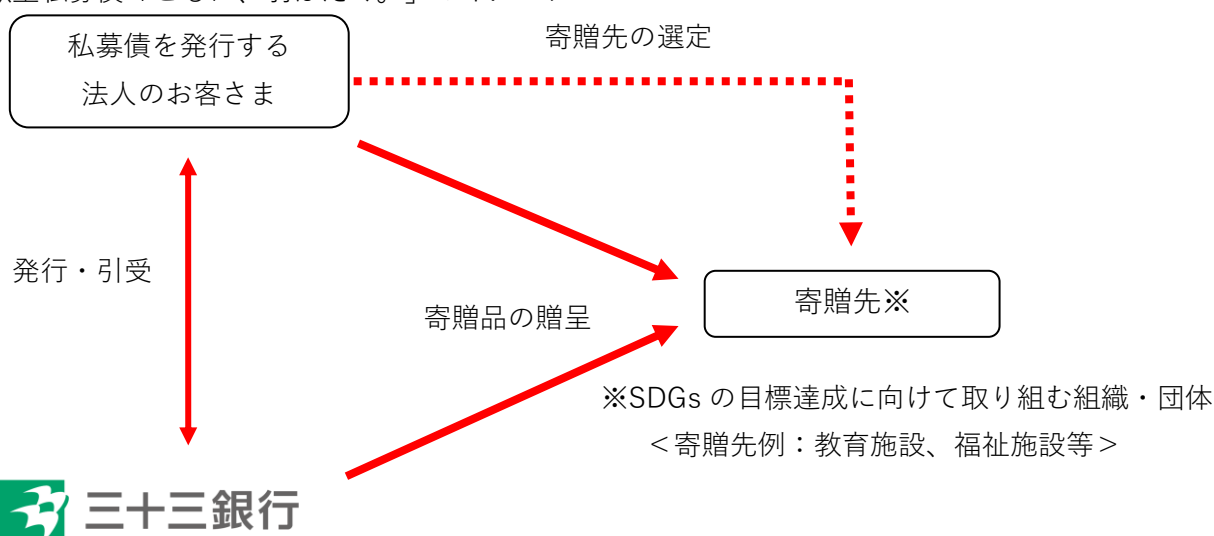 私募債を発行する
法人のお客さま
寄贈先の選定
発行・引受
寄贈品の贈呈
寄贈先※
※SDGs の目標達成に向けて取り組む組織・団体
＜寄贈先例：教育施設、福祉施設等＞
三十三銀行